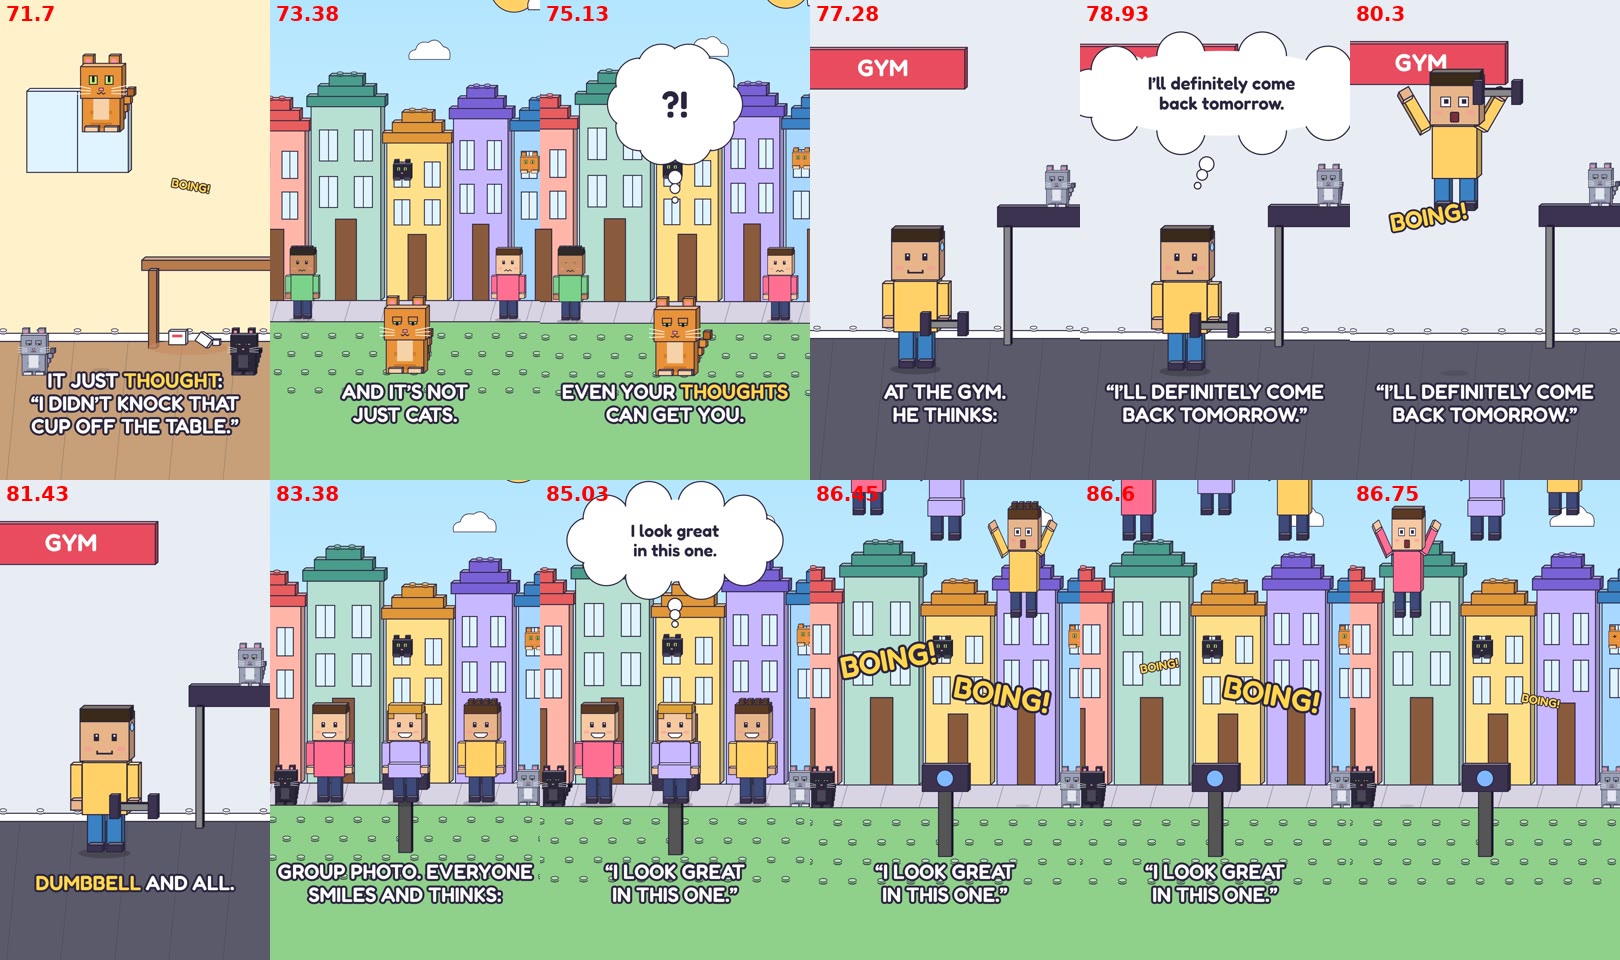 71.7
BOING!
IT JUST THOUGHT:
“I DIDN’T KNOCK THAT
CUP OFF THE TABLE.”
73.38
AND IT’S NOT
JUST CATS.
75.13
?!
EVEN YOUR THOUGHTS
CAN GET YOU.
77.28
GYM
AT THE GYM.
HE THINKS:
78.93
I’ll definitely come
back tomorrow.
“I’LL DEFINITELY COME
BACK TOMORROW.”
80.3
GYM
BOING!
“I’LL DEFINITELY COME
BACK TOMORROW.”
81.43
GYM
DUMBBELL AND ALL.
83.38
GROUP PHOTO. EVERYONE
SMILES AND THINKS:
85.03
I look great
in this one.
“I LOOK GREAT
IN THIS ONE.”
86.45
BOING!
BOING!
“I LOOK GREAT
IN THIS ONE.”
86.6
BOING!
BOING!
“I LOOK GREAT
IN THIS ONE.”
86.75
BOING!